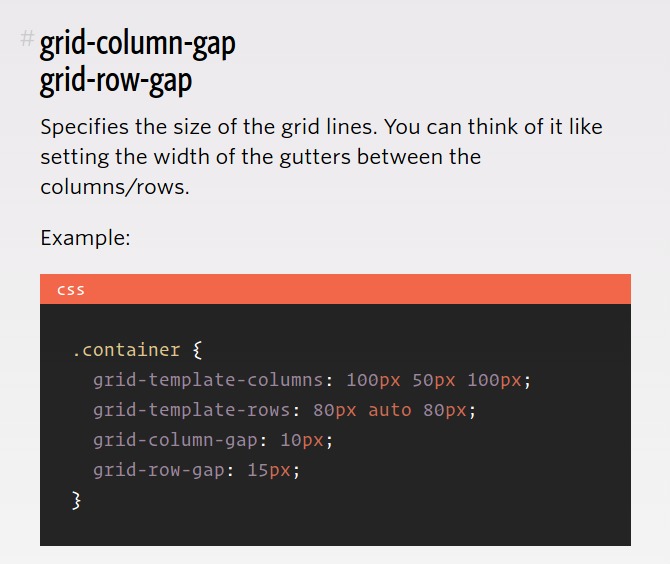 # grid-column-gap
grid-row-gap
Specifies the size of the grid lines. You can think of it like
setting the width of the gutters between the
columns/rows.
Example:
css
.container {
  grid-template-columns: 100px 50px 100px;
  grid-template-rows: 80px auto 80px;
  grid-column-gap: 10px;
  grid-row-gap: 15px;
}